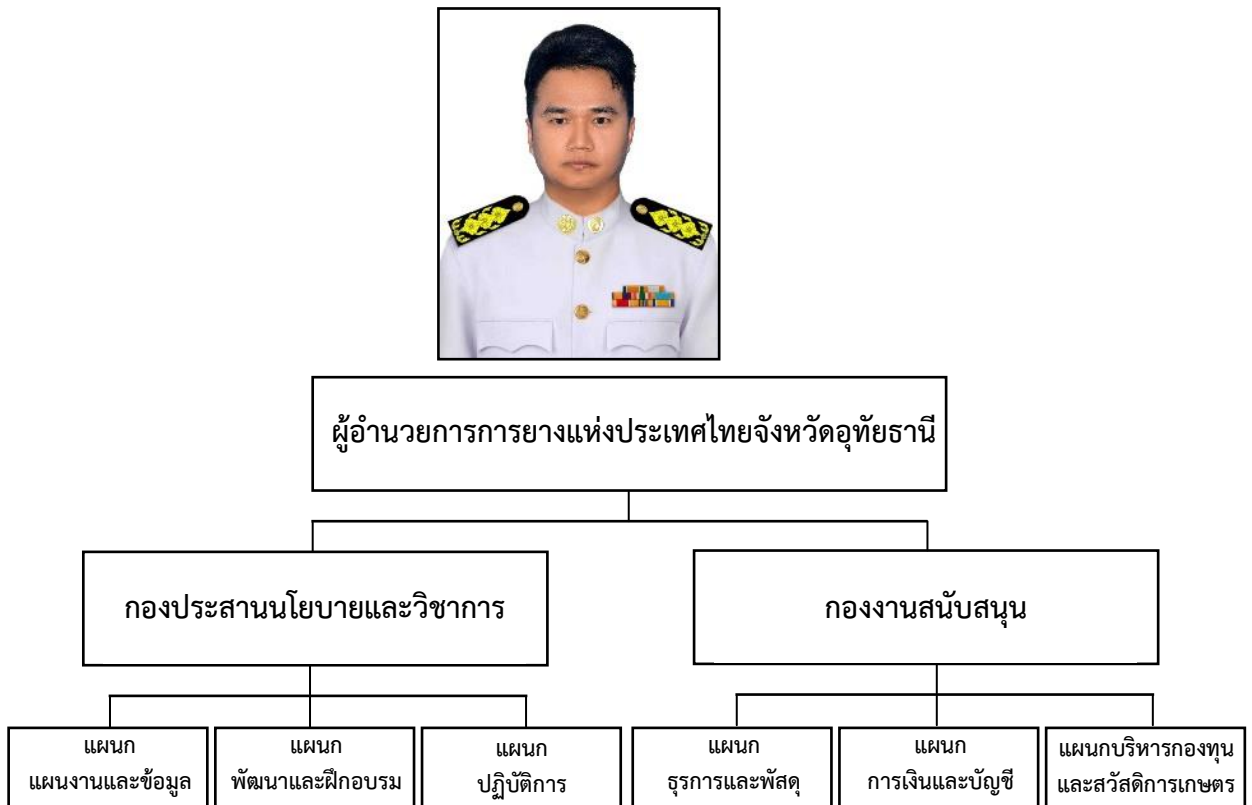 ผู้อำนวยการการยางแห่งประเทศไทยจังหวัดอุทัยธานี
กองประสานนโยบายและวิชาการ
กองงานสนับสนุน
แผนก
แผนงานและข้อมูล
แผนก
พัฒนาและฝึกอบรม
แผนก
ปฏิบัติการ
แผนก
ธุรการและพัสดุ
แผนก
การเงินและบัญชี
แผนกบริหารกองทุน
และสวัสดิการเกษตร